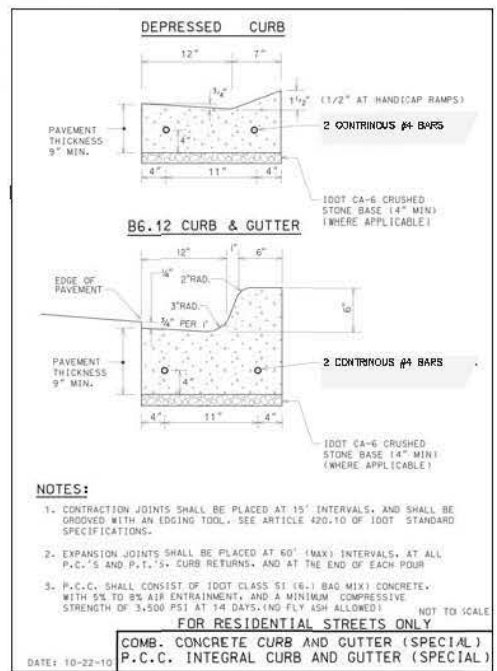 DEPRESSED CURB
12" 7"
3/4"
1 1/2" (1/2" AT HANDICAP RAMPS)
PAVEMENT
THICKNESS
9" MIN.
4"
2 CONTRINOUS #4 BARS
4" 11" 4"
IDOT CA-6 CRUSHED
STONE BASE (4" MIN)
(WHERE APPLICABLE)
B6.12 CURB & GUTTER
12" 1" 6"
2"RAD.
EDGE OF
PAVEMENT
3"RAD.
3/4" PER 1'
6"
PAVEMENT
THICKNESS
9" MIN.
4"
2 CONTRINOUS #4 BARS
4" 11" 4"
IDOT CA-6 CRUSHED
STONE BASE (4" MIN)
(WHERE APPLICABLE)
NOTES:
1. CONTRACTION JOINTS SHALL BE PLACED AT 15' INTERVALS, AND SHALL BE
GROOVED WITH AN EDGING TOOL. SEE ARTICLE 420.10 OF IDOT STANDARD
SPECIFICATIONS.
2. EXPANSION JOINTS SHALL BE PLACED AT 60' (MAX) INTERVALS, AT ALL
P.C.'S AND P.T.'S, CURB RETURNS, AND AT THE END OF EACH POUR
3. P.C.C. SHALL CONSIST OF IDOT CLASS SI (6.1 BAG MIX) CONCRETE,
WITH 5% TO 8% AIR ENTRAINMENT, AND A MINIMUM COMPRESSIVE
STRENGTH OF 3,500 PSI AT 14 DAYS.(NO FLY ASH ALLOWED)
NOT TO SCALE
FOR RESIDENTIAL STREETS ONLY
COMB. CONCRETE CURB AND GUTTER (SPECIAL)
P.C.C. INTEGRAL CURB AND GUTTER (SPECIAL)
DATE: 10-22-10